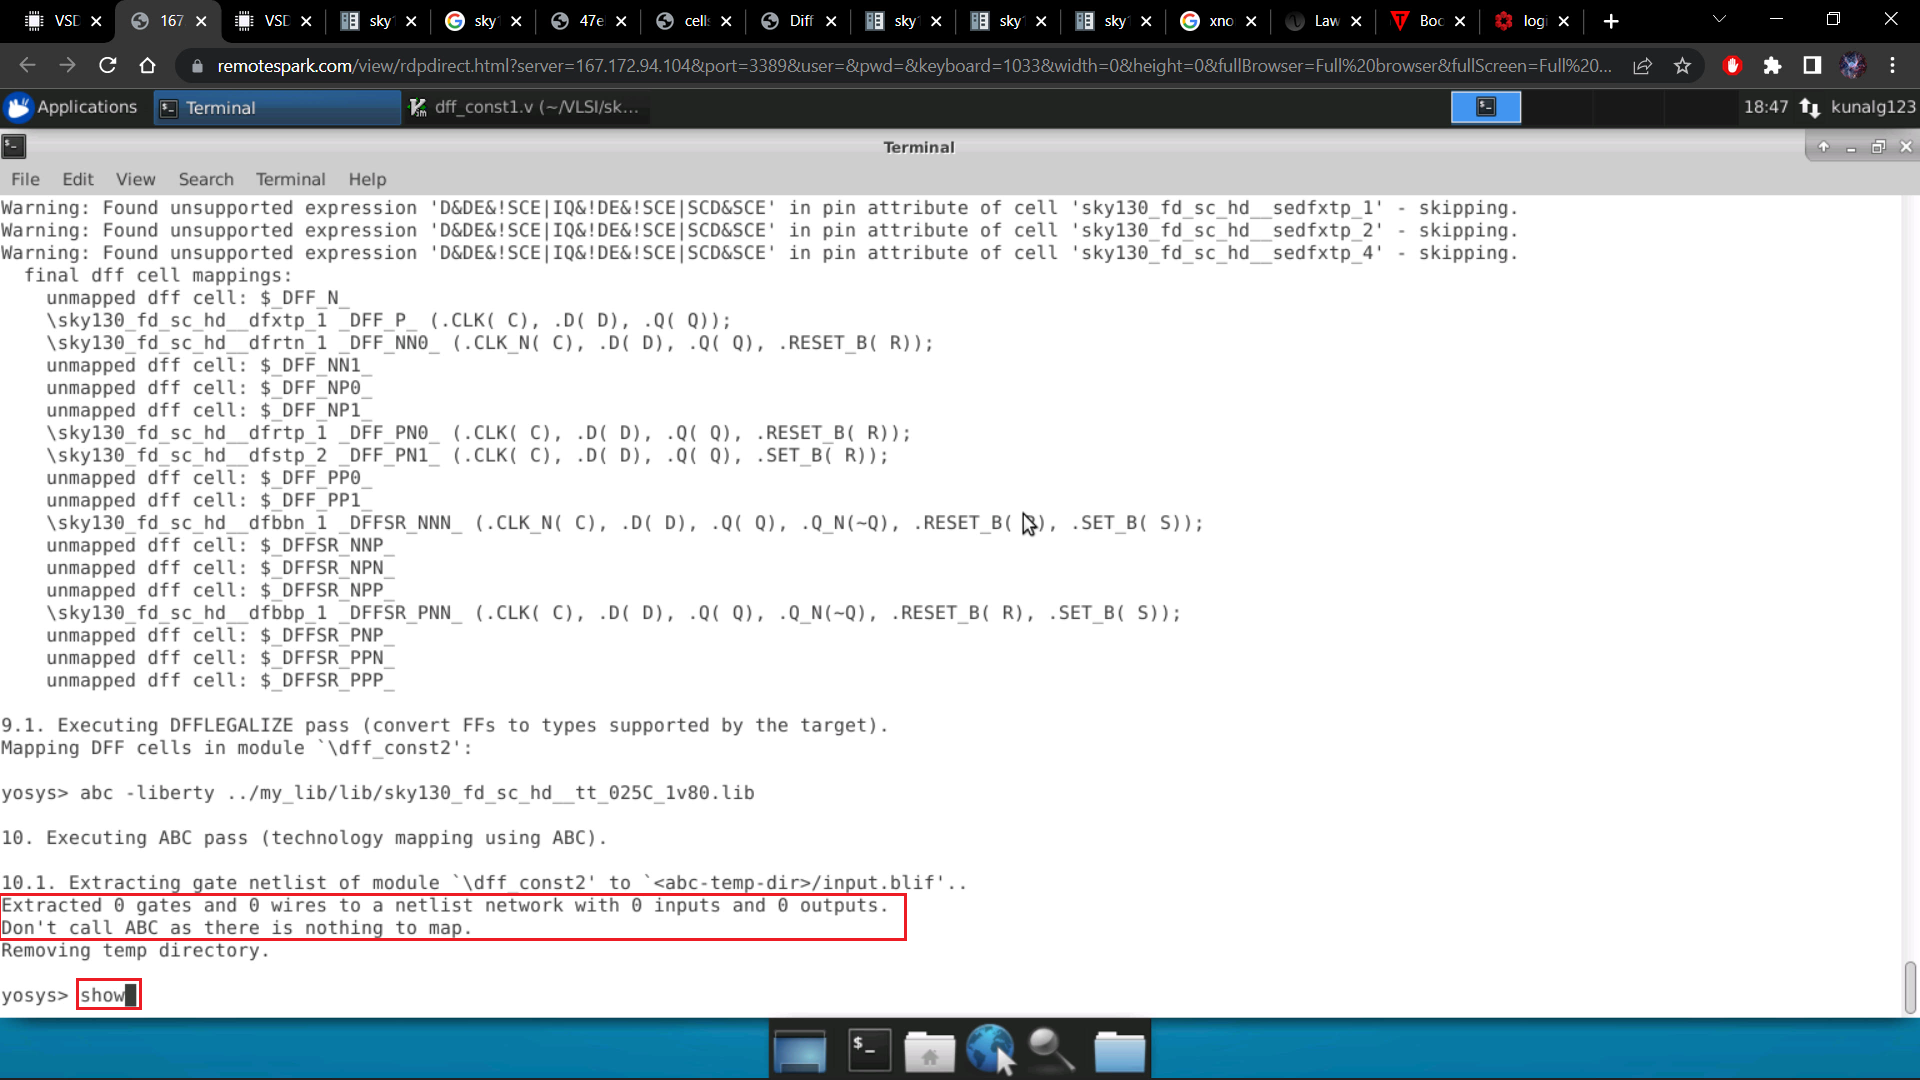 VSD
167
VSD
sky
sky
47e
cell
Diff
sky
sky
sky
xno
Law
Boc
logi
remotespark.com/view/rdpdirect.html?server=167.172.94.104&port=3389&user=&pwd=&keyboard=1033&width=0&height=0&fullBrowser=Full%20browser&fullScreen=Full%20...
Applications
Terminal
dff_const1.v (~/VLSI/sk...
18:47
kunalg123
Terminal
File Edit View Search Terminal Help
Warning: Found unsupported expression 'D&DE&!SCE|IQ&!DE&!SCE|SCD&SCE' in pin attribute of cell 'sky130_fd_sc_hd__sedfxtp_1' - skipping.
Warning: Found unsupported expression 'D&DE&!SCE|IQ&!DE&!SCE|SCD&SCE' in pin attribute of cell 'sky130_fd_sc_hd__sedfxtp_2' - skipping.
Warning: Found unsupported expression 'D&DE&!SCE|IQ&!DE&!SCE|SCD&SCE' in pin attribute of cell 'sky130_fd_sc_hd__sedfxtp_4' - skipping.
final dff cell mappings:
unmapped dff cell: $_DFF_N_
\sky130_fd_sc_hd__dfxtp_1 _DFF_P_ (.CLK( C), .D( D), .Q( Q));
\sky130_fd_sc_hd__dfrtn_1 _DFF_NN0_ (.CLK_N( C), .D( D), .Q( Q), .RESET_B( R));
unmapped dff cell: $_DFF_NN1_
unmapped dff cell: $_DFF_NP0_
unmapped dff cell: $_DFF_NP1_
\sky130_fd_sc_hd__dfrtp_1 _DFF_PN0_ (.CLK( C), .D( D), .Q( Q), .RESET_B( R));
\sky130_fd_sc_hd__dfstp_2 _DFF_PN1_ (.CLK( C), .D( D), .Q( Q), .SET_B( R));
unmapped dff cell: $_DFF_PP0_
unmapped dff cell: $_DFF_PP1_
\sky130_fd_sc_hd__dfbbn_1 _DFFSR_NNN_ (.CLK_N( C), .D( D), .Q( Q), .Q_N(~Q), .RESET_B( R), .SET_B( S));
unmapped dff cell: $_DFFSR_NNP_
unmapped dff cell: $_DFFSR_NPN_
unmapped dff cell: $_DFFSR_NPP_
\sky130_fd_sc_hd__dfbbp_1 _DFFSR_PNN_ (.CLK( C), .D( D), .Q( Q), .Q_N(~Q), .RESET_B( R), .SET_B( S));
unmapped dff cell: $_DFFSR_PNP_
unmapped dff cell: $_DFFSR_PPN_
unmapped dff cell: $_DFFSR_PPP_
9.1. Executing DFFLEGALIZE pass (convert FFs to types supported by the target).
Mapping DFF cells in module `\dff_const2':
yosys> abc -liberty ../my_lib/lib/sky130_fd_sc_hd__tt_025C_1v80.lib
10. Executing ABC pass (technology mapping using ABC).
10.1. Extracting gate netlist of module `\dff_const2' to `<abc-temp-dir>/input.blif'..
Extracted 0 gates and 0 wires to a netlist network with 0 inputs and 0 outputs.
Don't call ABC as there is nothing to map.
Removing temp directory.
yosys> show